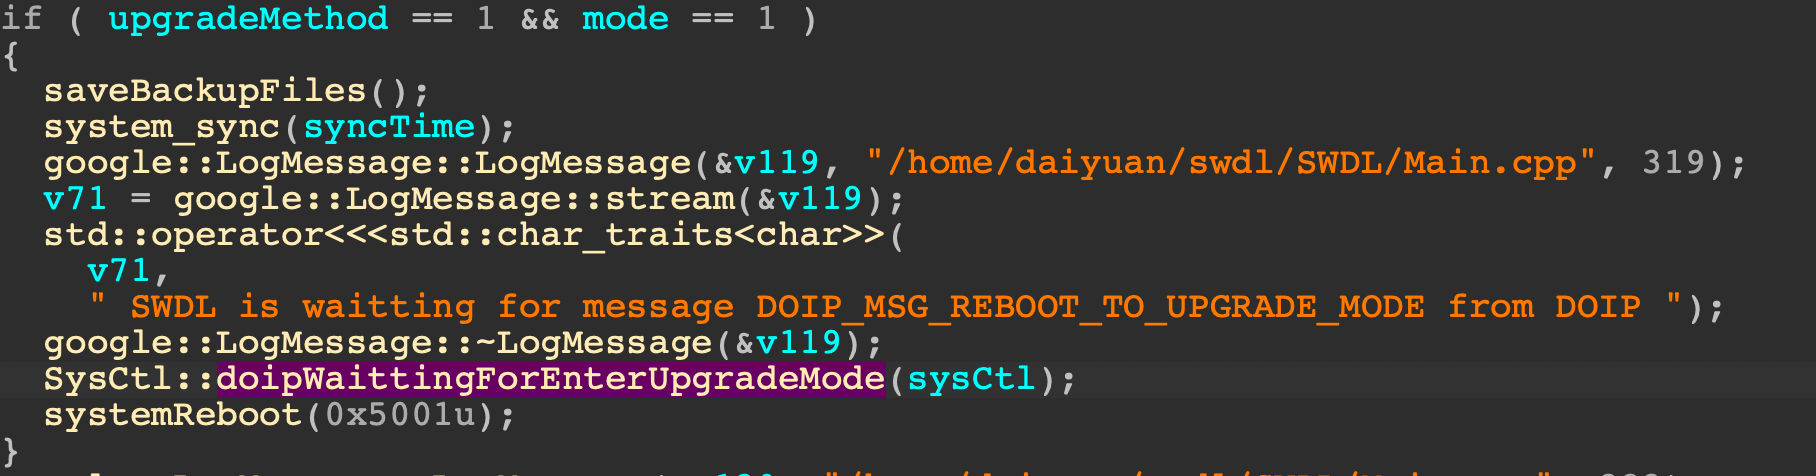 if ( upgradeMethod == 1 && mode == 1 )
{
saveBackupFiles();
system_sync(syncTime);
google::LogMessage::LogMessage(&v119, "/home/daiyuan/swdl/SWDL/Main.cpp", 319);
v71 = google::LogMessage::stream(&v119);
std::operator<<<std::char_traits<char>>(
v71,
" SWDL is waitting for message DOIP_MSG_REBOOT_TO_UPGRADE_MODE from DOIP ");
google::LogMessage::~LogMessage(&v119);
SysCtl::doipWaittingForEnterUpgradeMode(sysCtl);
systemReboot(0x5001u);
}